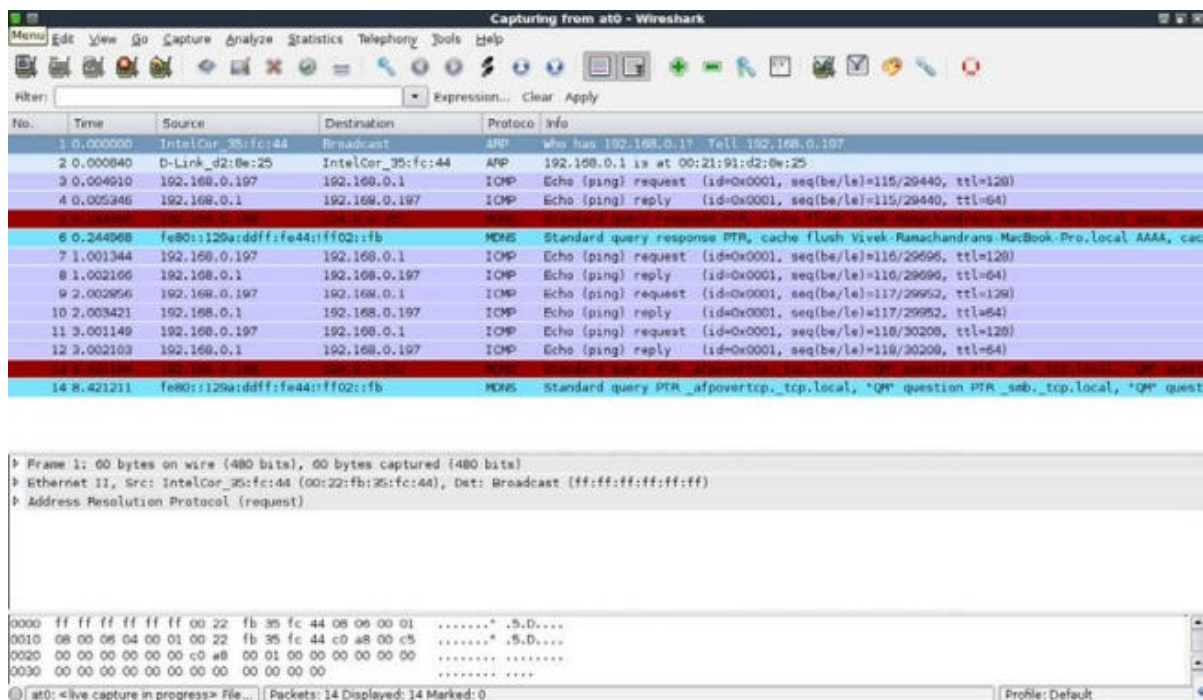 Capturing from at0 - Wireshark
Menu Edit View Go Capture Analyze Statistics Telephony Tools Help
Filter: Expression... Clear Apply
No. Time Source Destination Protoco Info
1 0.000000 IntelCor_35:fc:44 Broadcast ARP Who has 192.168.0.1? Tell 192.168.0.197
2 0.000840 D-Link_d2:8e:25 IntelCor_35:fc:44 ARP 192.168.0.1 is at 00:21:91:d2:8e:25
3 0.004910 192.168.0.197 192.168.0.1 ICMP Echo (ping) request (id=0x0001, seq(be/le)=115/29440, ttl=128)
4 0.005346 192.168.0.1 192.168.0.197 ICMP Echo (ping) reply (id=0x0001, seq(be/le)=115/29440, ttl=64)
6 0.244968 fe80::129a:ddff:fe44:ff02::fb MDNS Standard query response PTR, cache flush Vivek-Ramachandrans-MacBook-Pro.local AAAA, cac
7 1.001344 192.168.0.197 192.168.0.1 ICMP Echo (ping) request (id=0x0001, seq(be/le)=116/29696, ttl=128)
8 1.002166 192.168.0.1 192.168.0.197 ICMP Echo (ping) reply (id=0x0001, seq(be/le)=116/29696, ttl=64)
9 2.002856 192.168.0.197 192.168.0.1 ICMP Echo (ping) request (id=0x0001, seq(be/le)=117/29952, ttl=128)
10 2.003421 192.168.0.1 192.168.0.197 ICMP Echo (ping) reply (id=0x0001, seq(be/le)=117/29952, ttl=64)
11 3.001149 192.168.0.197 192.168.0.1 ICMP Echo (ping) request (id=0x0001, seq(be/le)=118/30208, ttl=128)
12 3.002103 192.168.0.1 192.168.0.197 ICMP Echo (ping) reply (id=0x0001, seq(be/le)=118/30208, ttl=64)
14 8.421211 fe80::129a:ddff:fe44:ff02::fb MDNS Standard query PTR _afpovertcp._tcp.local, "QM" question PTR _smb._tcp.local, "QM" quest
Frame 1: 60 bytes on wire (480 bits), 60 bytes captured (480 bits)
Ethernet II, Src: IntelCor_35:fc:44 (00:22:fb:35:fc:44), Dst: Broadcast (ff:ff:ff:ff:ff:ff)
Address Resolution Protocol (request)
0000 ff ff ff ff ff ff 00 22 fb 35 fc 44 08 06 00 01 ......." .5.D....
0010 08 00 06 04 00 01 00 22 fb 35 fc 44 c0 a8 00 c5 ......." .5.D....
0020 00 00 00 00 00 00 c0 a8 00 01 00 00 00 00 00 00 ........ ........
0030 00 00 00 00 00 00 00 00 00 00 00 00 ........ ....
at0: <live capture in progress> File... Packets: 14 Displayed: 14 Marked: 0 Profile: Default